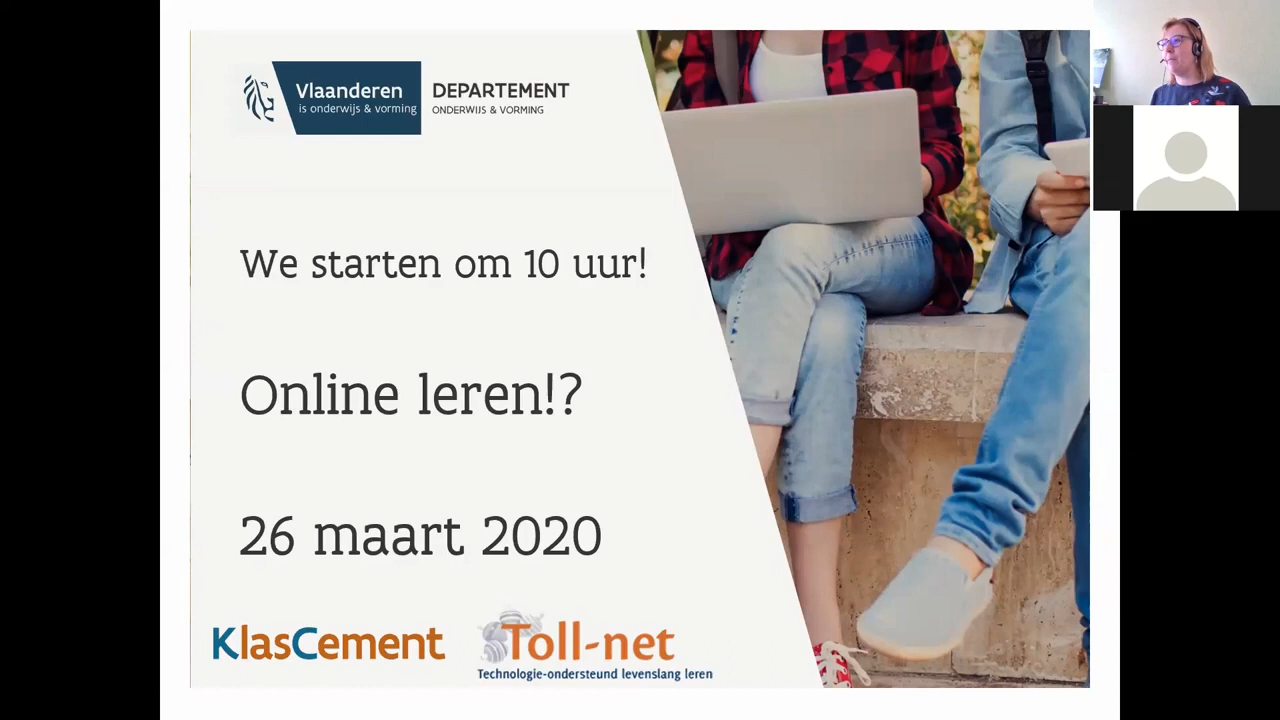 Vlaanderen
is onderwijs & vorming
DEPARTEMENT
ONDERWIJS & VORMING
We starten om 10 uur!
Online leren!?
26 maart 2020
KlasCement
Toll-net
Technologie-ondersteund levenslang leren